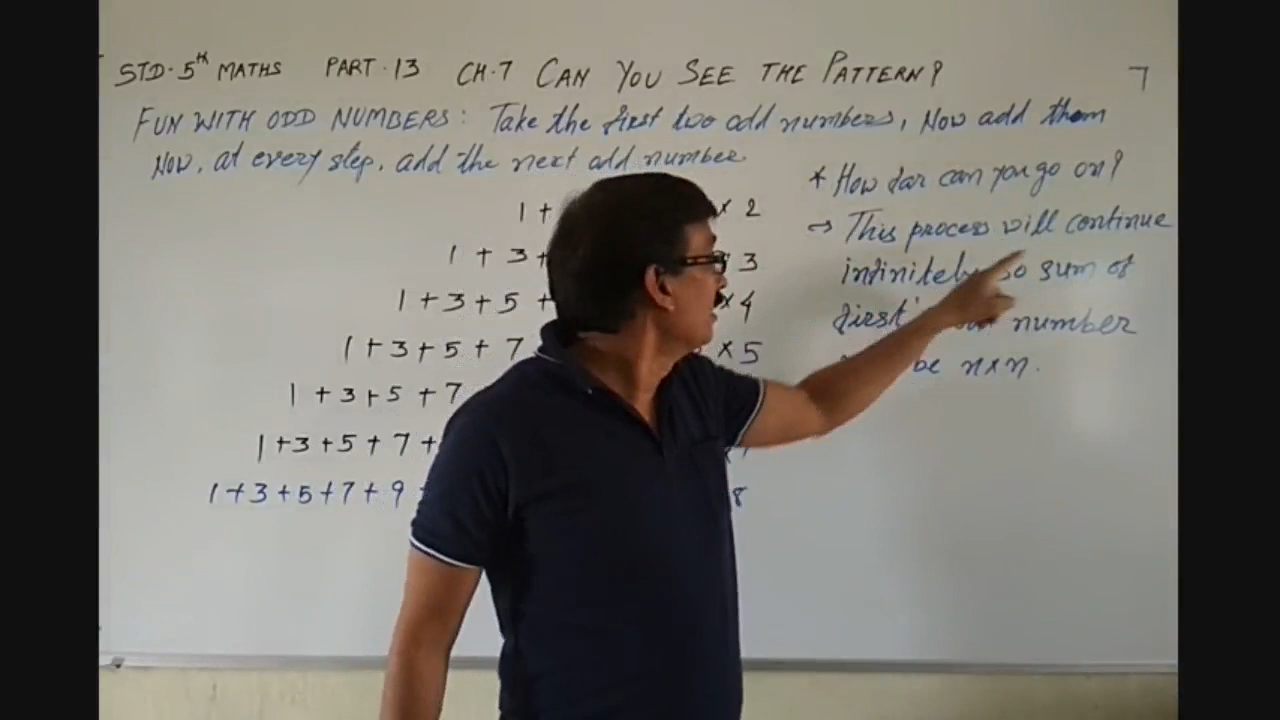 STD. 5th MATHS PART.13 CH.7 CAN YOU SEE THE PATTERN? 7
FUN WITH ODD NUMBERS: Take the first two odd numbers, Now add them
Now, at every step, add the next odd number
1 + × 2
1 + 3 + 3
1 + 3 + 5 + × 4
1 + 3 + 5 + 7 × 5
1 + 3 + 5 + 7
1 + 3 + 5 + 7 +
1 + 3 + 5 + 7 + 9 8
* How far can you go on?
→ This process will continue
infinitely so sum of
first number
be n×n.